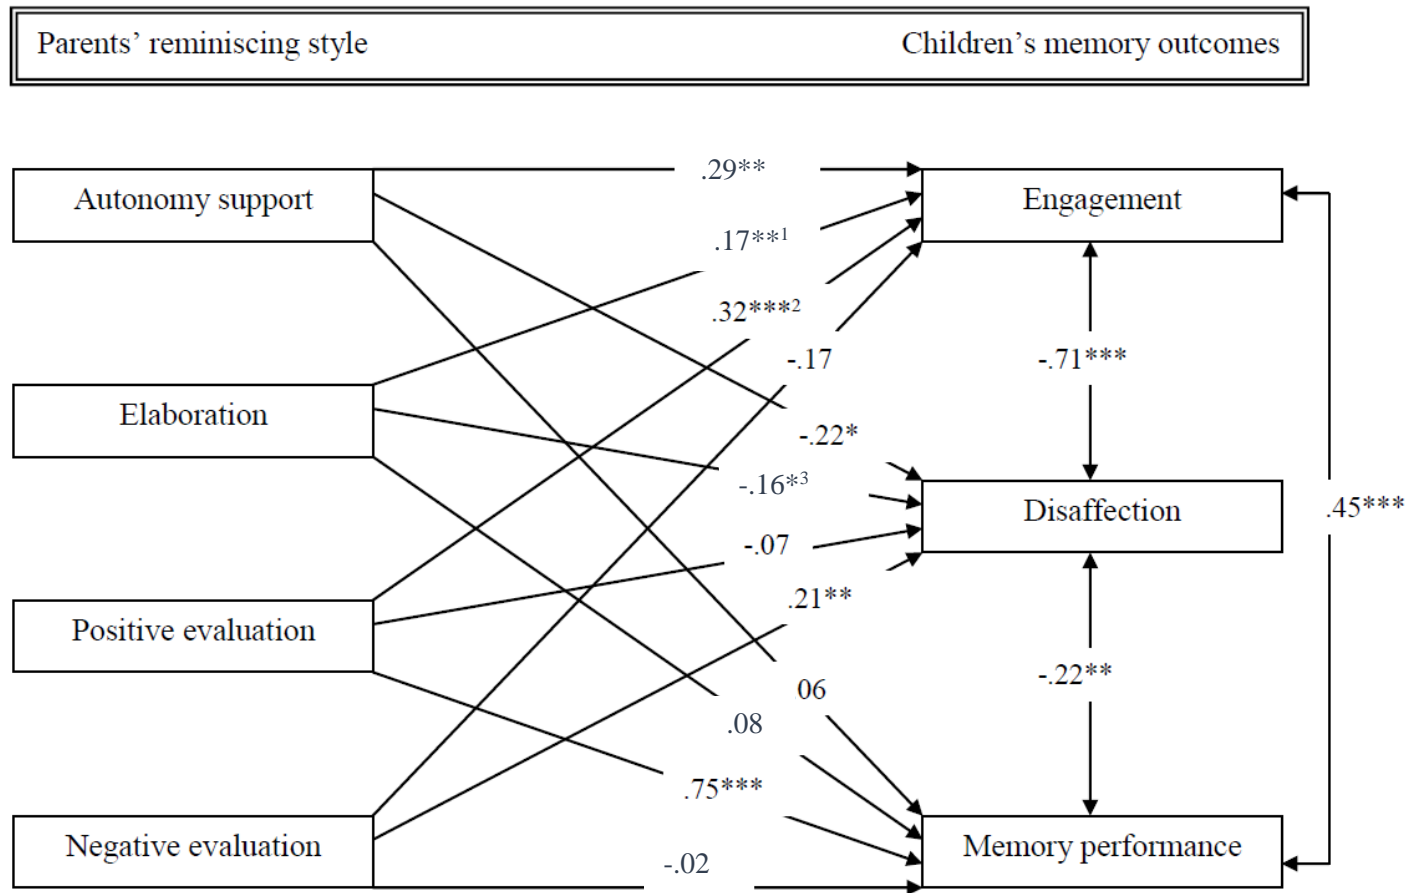 Parents’ reminiscing style Children’s memory outcomes
.29**
Autonomy support Engagement
.17**¹
.32***²
-.17 -.71***
Elaboration
-.22*
-.16*³
Disaffection .45***
-.07
.21**
Positive evaluation
-.22**
.06
.08
.75***
Negative evaluation Memory performance
-.02